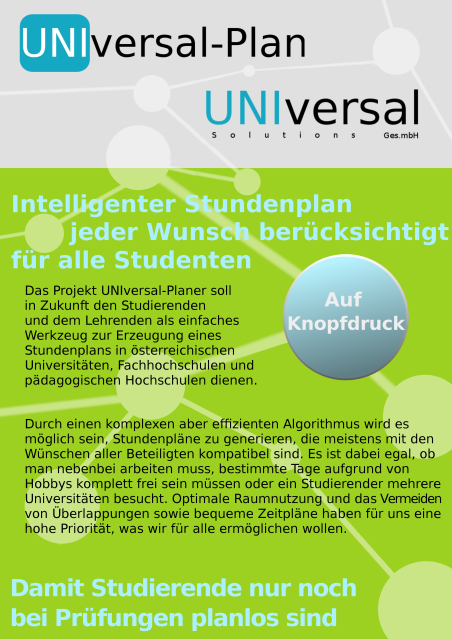 UNIversal-Plan
UNIversal
Solutions Ges.mbH
Intelligenter Stundenplan
jeder Wunsch berücksichtigt
für alle Studenten
Das Projekt UNIversal-Planer soll
in Zukunft den Studierenden
und dem Lehrenden als einfaches
Werkzeug zur Erzeugung eines
Stundenplans in österreichischen
Universitäten, Fachhochschulen und
pädagogischen Hochschulen dienen.
Auf
Knopfdruck
Durch einen komplexen aber effizienten Algorithmus wird es
möglich sein, Stundenpläne zu generieren, die meistens mit den
Wünschen aller Beteiligten kompatibel sind. Es ist dabei egal, ob
man nebenbei arbeiten muss, bestimmte Tage aufgrund von
Hobbys komplett frei sein müssen oder ein Studierender mehrere
Universitäten besucht. Optimale Raumnutzung und das Vermeiden
von Überlappungen sowie bequeme Zeitpläne haben für uns eine
hohe Priorität, was wir für alle ermöglichen wollen.
Damit Studierende nur noch
bei Prüfungen planlos sind